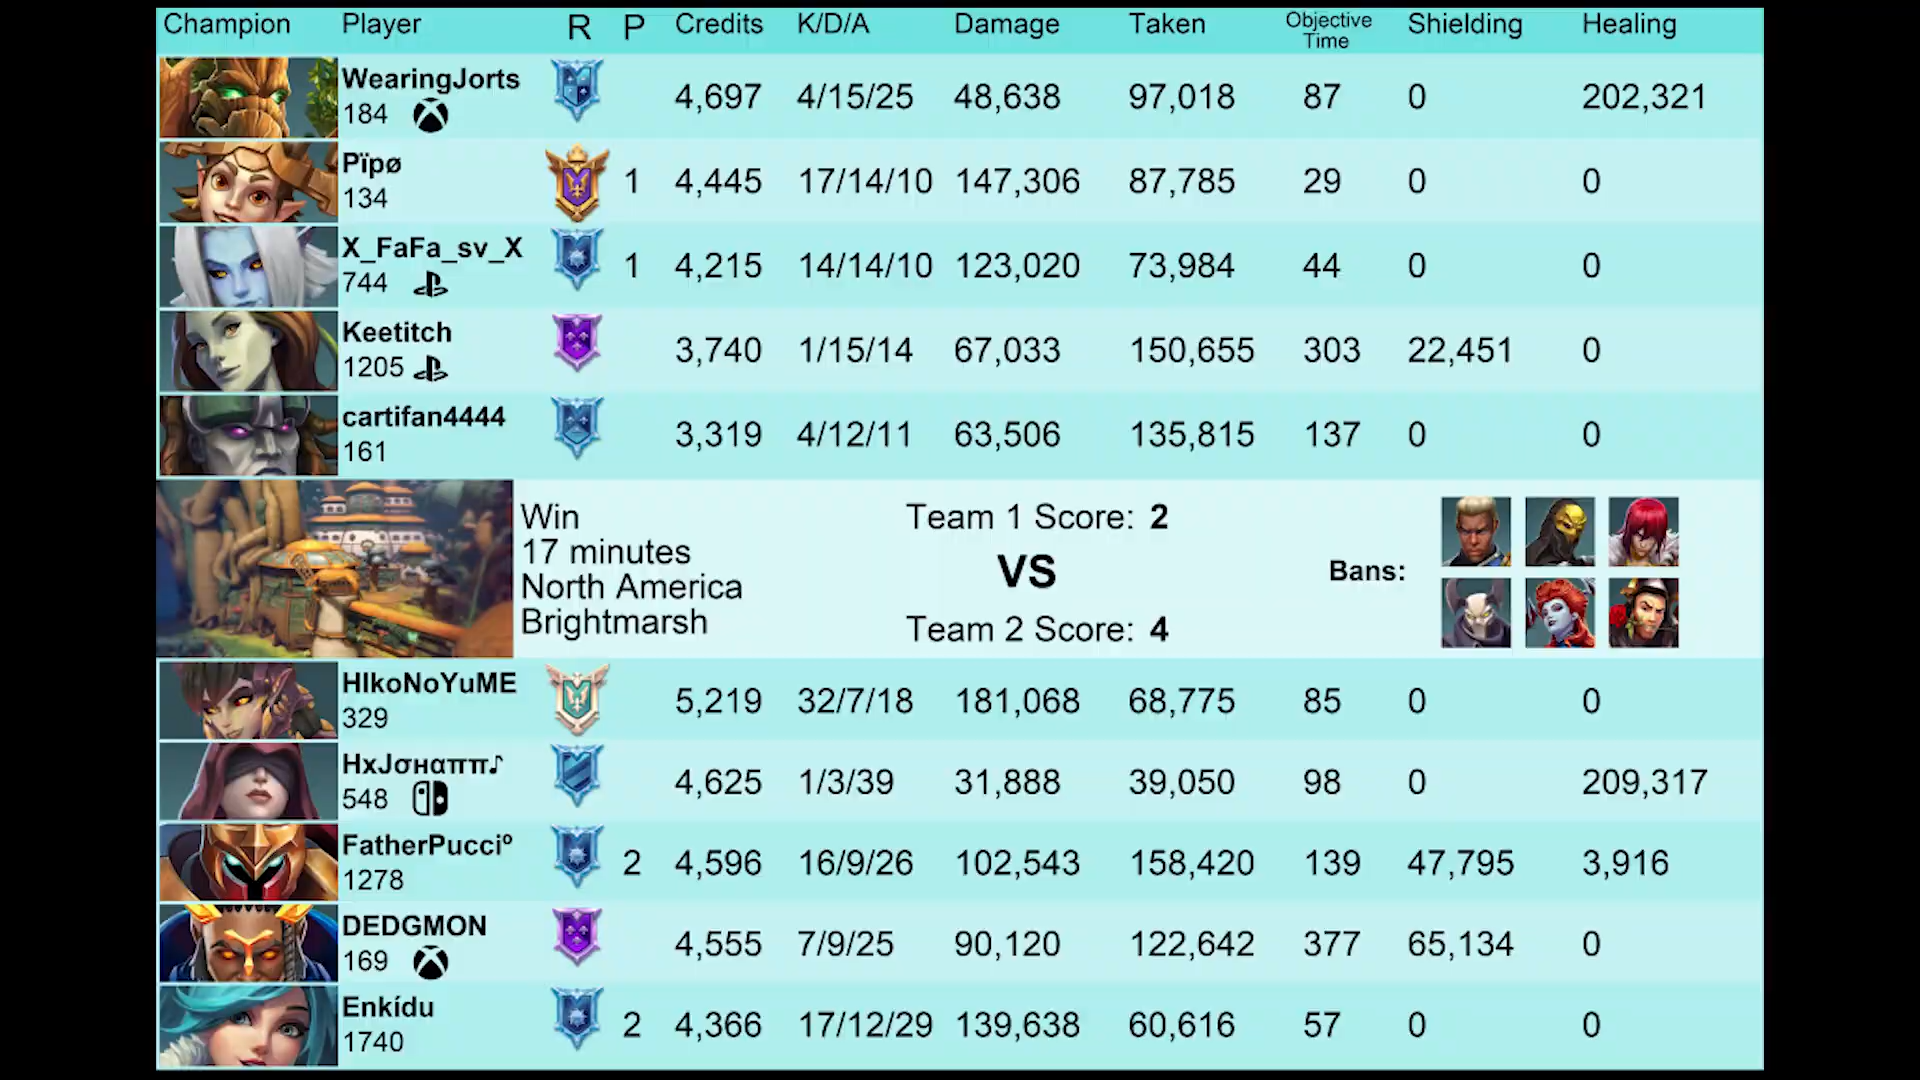 Champion Player R P Credits K/D/A Damage Taken Objective Time Shielding Healing
WearingJorts
184 4,697 4/15/25 48,638 97,018 87 0 202,321
Pïpø
134 1 4,445 17/14/10 147,306 87,785 29 0 0
X_FaFa_sv_X
744 1 4,215 14/14/10 123,020 73,984 44 0 0
Keetitch
1205 3,740 1/15/14 67,033 150,655 303 22,451 0
cartifan4444
161 3,319 4/12/11 63,506 135,815 137 0 0
Win
17 minutes
North America
Brightmarsh
Team 1 Score: 2
VS
Team 2 Score: 4
Bans:
HIkoNoYuME
329 5,219 32/7/18 181,068 68,775 85 0 0
HxJσнαππ♪
548 4,625 1/3/39 31,888 39,050 98 0 209,317
FatherPucciº
1278 2 4,596 16/9/26 102,543 158,420 139 47,795 3,916
DEDGMON
169 4,555 7/9/25 90,120 122,642 377 65,134 0
Enkídu
1740 2 4,366 17/12/29 139,638 60,616 57 0 0